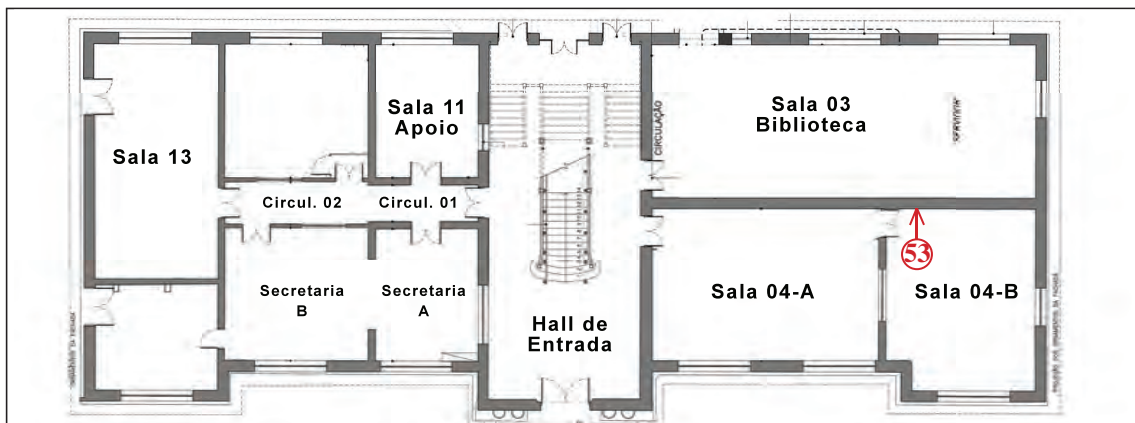 Sala 13
Sala 11
Apoio
Circul. 02
Circul. 01
Secretaria
B
Secretaria
A
Hall de
Entrada
CIRCULAÇÃO
Sala 03
Biblioteca
Sala 04-A
53
Sala 04-B